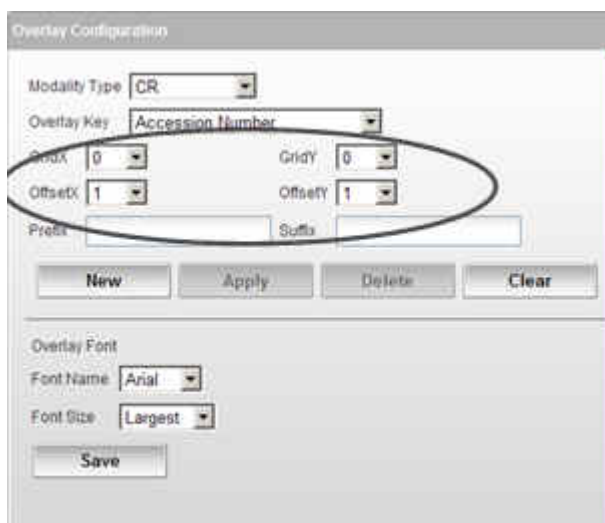 Overlay Configuration
Modality Type CR
Overlay Key Accession Number
GridX 0 GridY 0
OffsetX 1 OffsetY 1
Prefix Suffix
New Apply Delete Clear
Overlay Font
Font Name Arial
Font Size Largest
Save